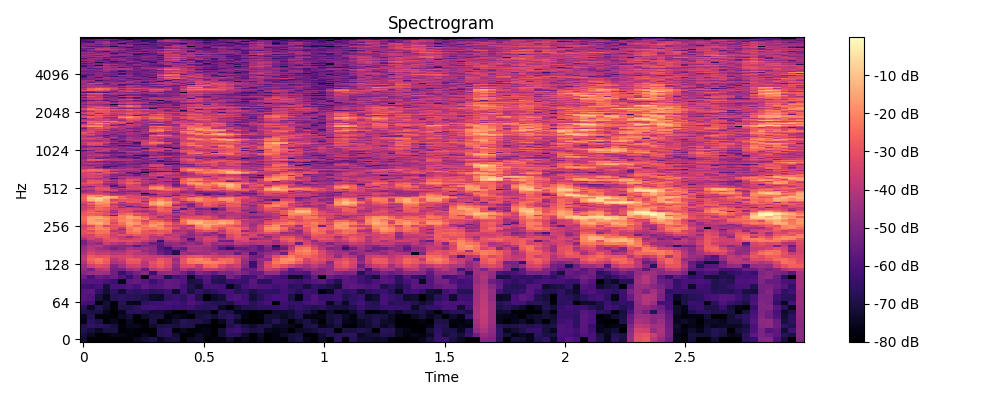 Spectrogram
4096
2048
1024
512
256
128
64
0
Hz
0
0.5
1
1.5
2
2.5
Time
-10 dB
-20 dB
-30 dB
-40 dB
-50 dB
-60 dB
-70 dB
-80 dB